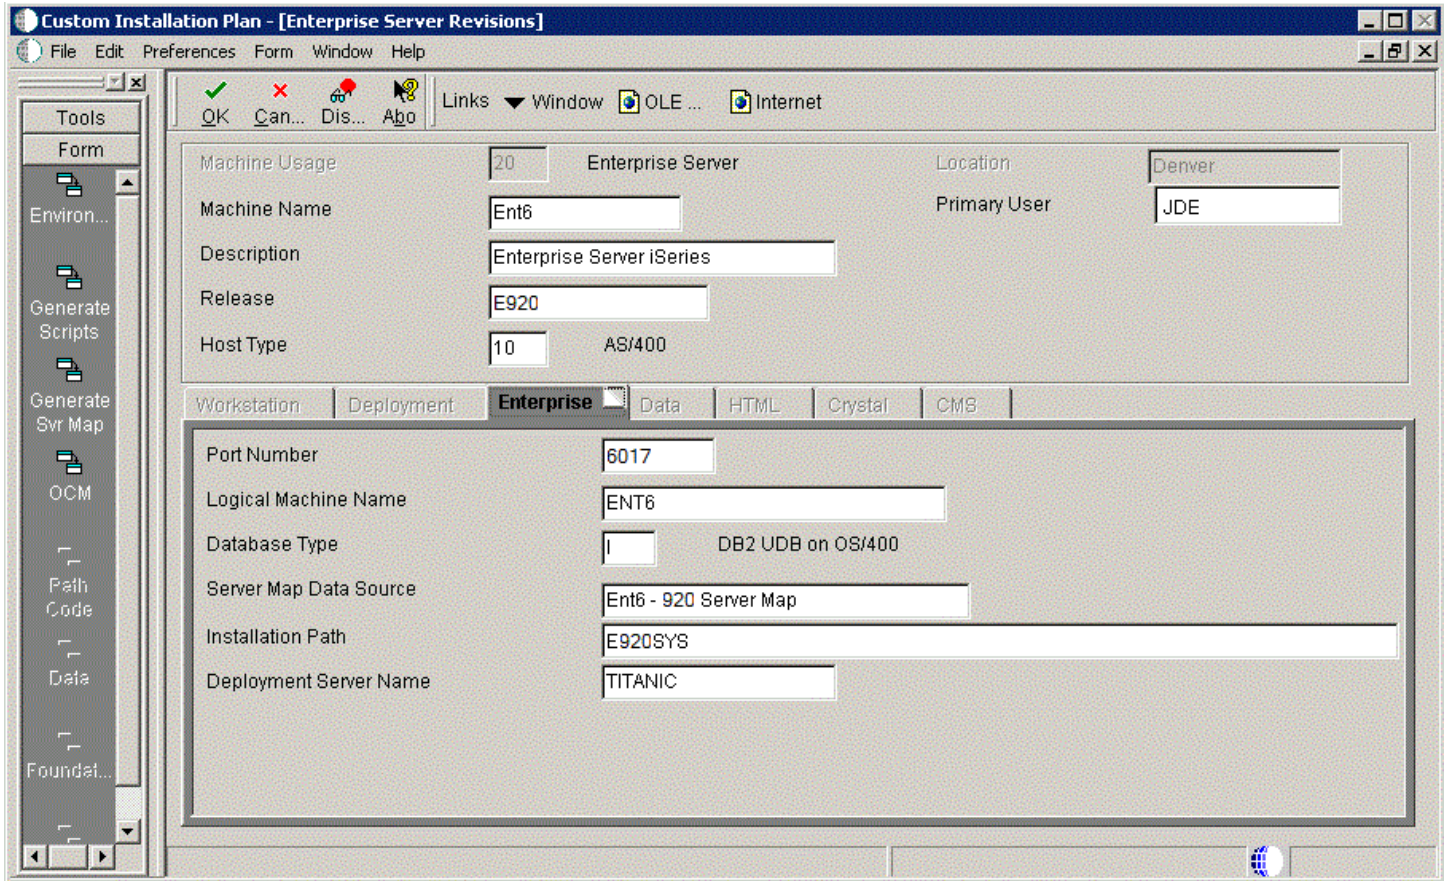 Custom Installation Plan - [Enterprise Server Revisions]
File Edit Preferences Form Window Help
OK Can... Dis... Abo Links Window OLE ... Internet
Tools
Form
Environ...
Generate
Scripts
Generate
Svr Map
OCM
Path
Code
Data
Foundat...
Machine Usage 20 Enterprise Server Location Denver
Machine Name Ent6 Primary User JDE
Description Enterprise Server iSeries
Release E920
Host Type 10 AS/400
Workstation Deployment Enterprise Data HTML Crystal CMS
Port Number 6017
Logical Machine Name ENT6
Database Type I DB2 UDB on OS/400
Server Map Data Source Ent6 - 920 Server Map
Installation Path E920SYS
Deployment Server Name TITANIC